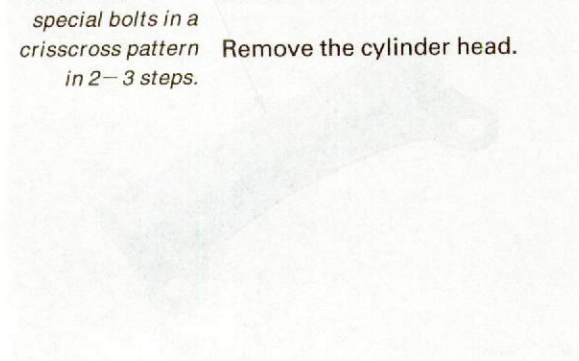 special bolts in a
crisscross pattern
in 2–3 steps.
Remove the cylinder head.